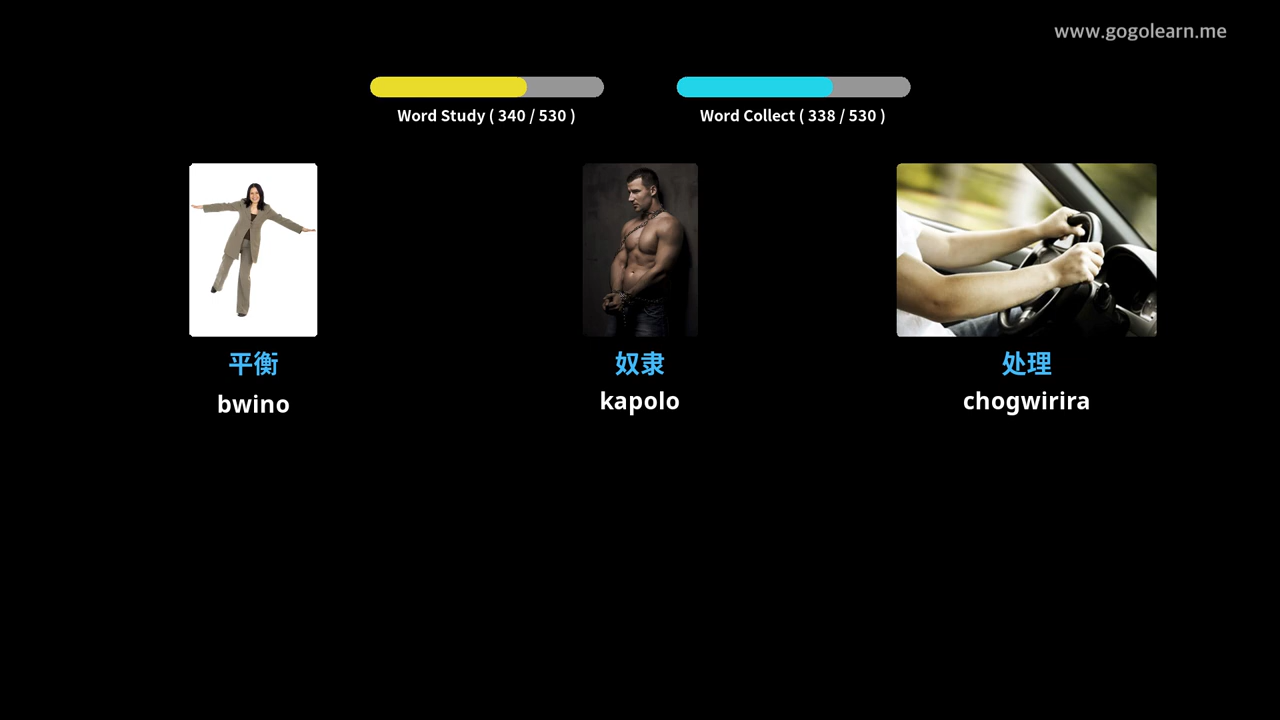 www.gogolearn.me
Word Study ( 340 / 530 )
Word Collect ( 338 / 530 )
平衡
奴隶
处理
bwino
kapolo
chogwirira